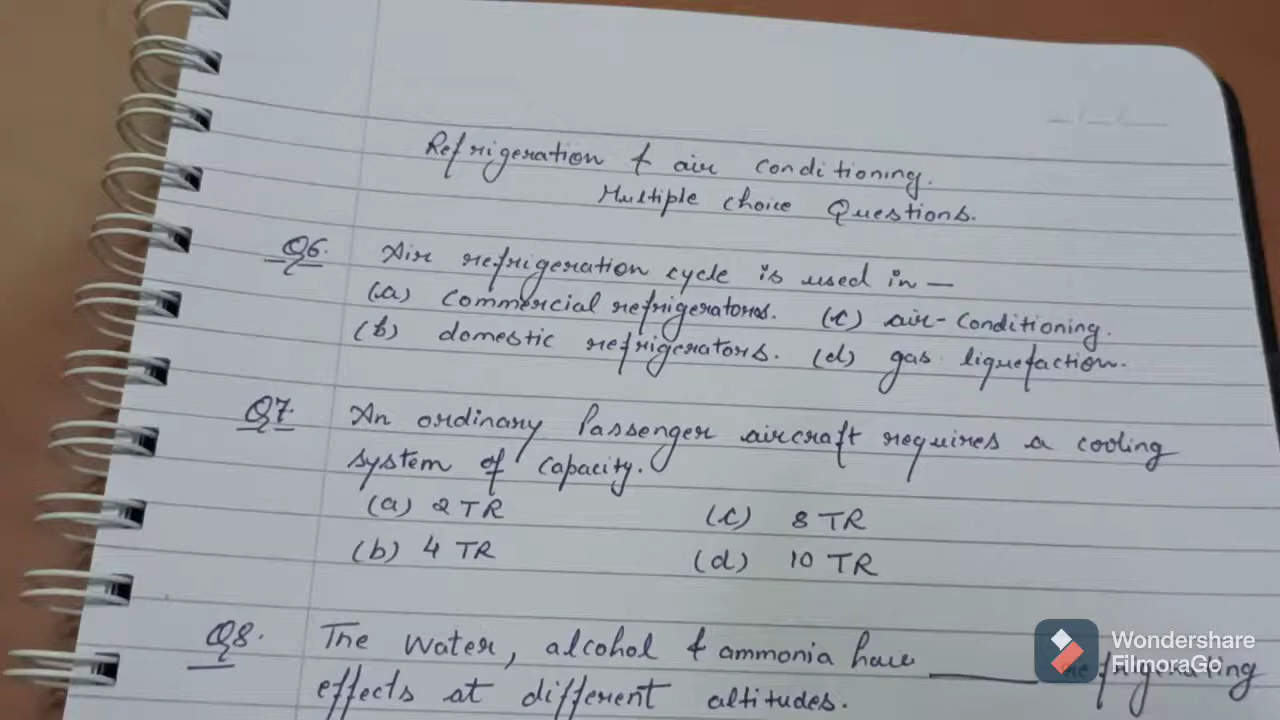 Refrigeration & air conditioning.
Multiple choice Questions.
Q6. Air refrigeration cycle is used in —
(a) commercial refrigerators. (c) air-conditioning.
(b) domestic refrigerators. (d) gas liquefaction.
Q7. An ordinary Passenger aircraft requires a cooling
system of capacity.
(a) 2 TR (c) 8 TR
(b) 4 TR (d) 10 TR
Q8. The water, alcohol & ammonia have ______ refrigerating
effects at different altitudes.
Wondershare
FilmoraGo